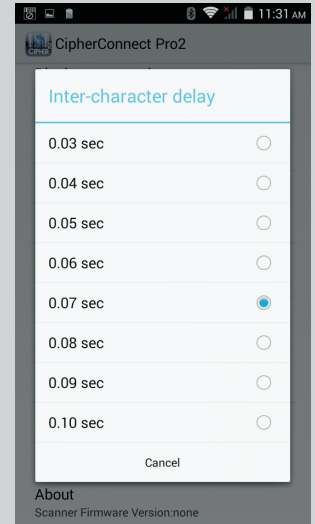 11:31 AM
CIPHER
CipherConnect Pro2
Inter-character delay
0.03 sec
0.04 sec
0.05 sec
0.06 sec
0.07 sec
0.08 sec
0.09 sec
0.10 sec
Cancel
About
Scanner Firmware Version:none